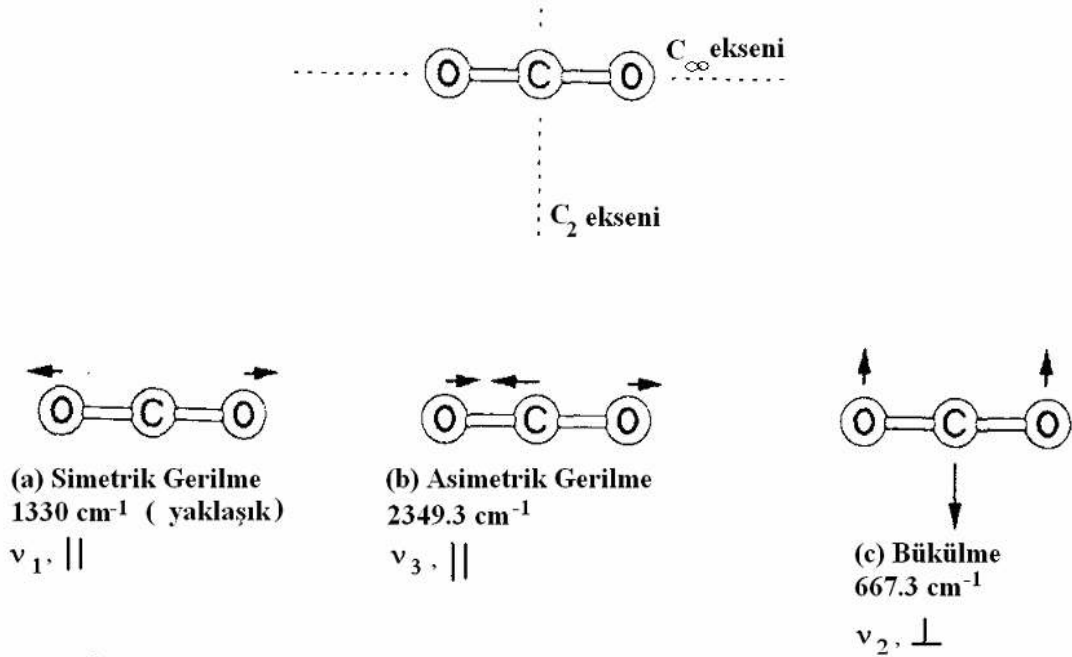 C∞ ekseni
O C O
C2 ekseni
O C O
O C O
O C O
(a) Simetrik Gerilme
1330 cm-1 ( yaklaşık)
ν1, ||
(b) Asimetrik Gerilme
2349.3 cm-1
ν3, ||
(c) Bükülme
667.3 cm-1
ν2, ⊥